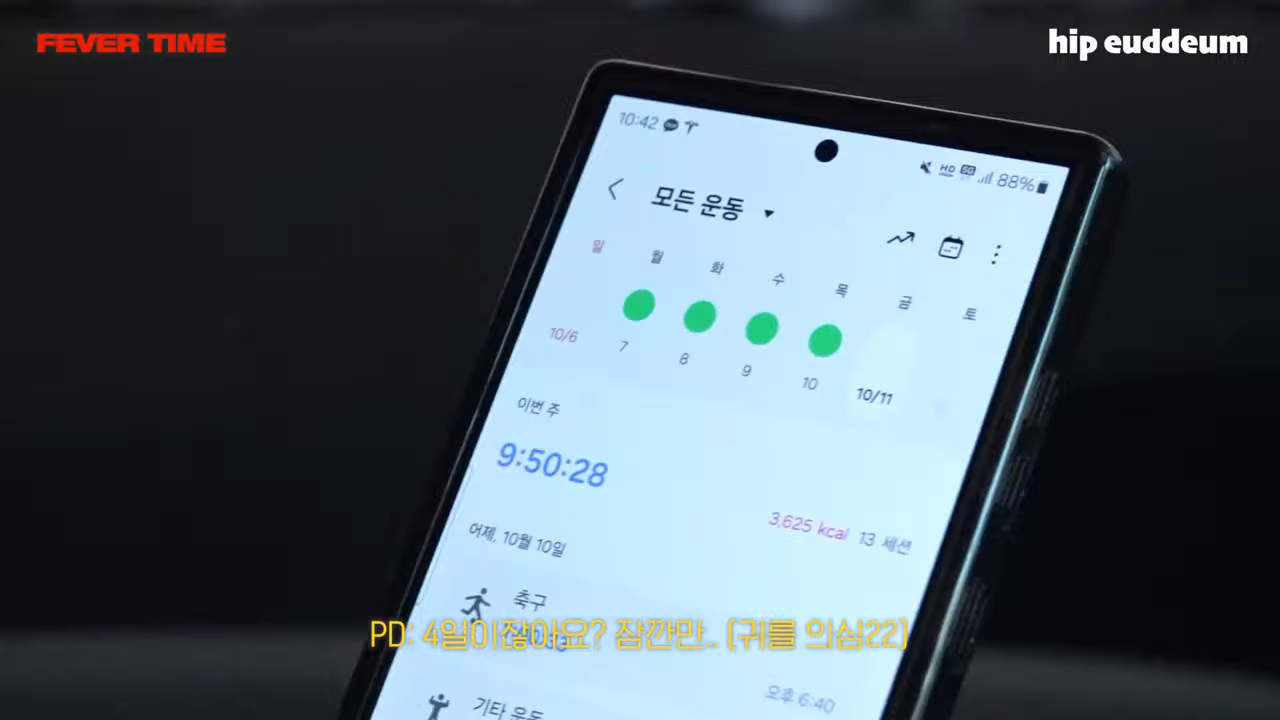 FEVER TIME
hip euddeum
10:42
HD 5G 88%
모든 운동
일 월 화 수 목 금 토
10/6 7 8 9 10 10/11
이번 주
9:50:28
3,625 kcal 13 세션
어제, 10월 10일
축구
PD: 4일이잖아요? 잠깐만.. (귀를 의심22)
오후 6:40
기타 운동